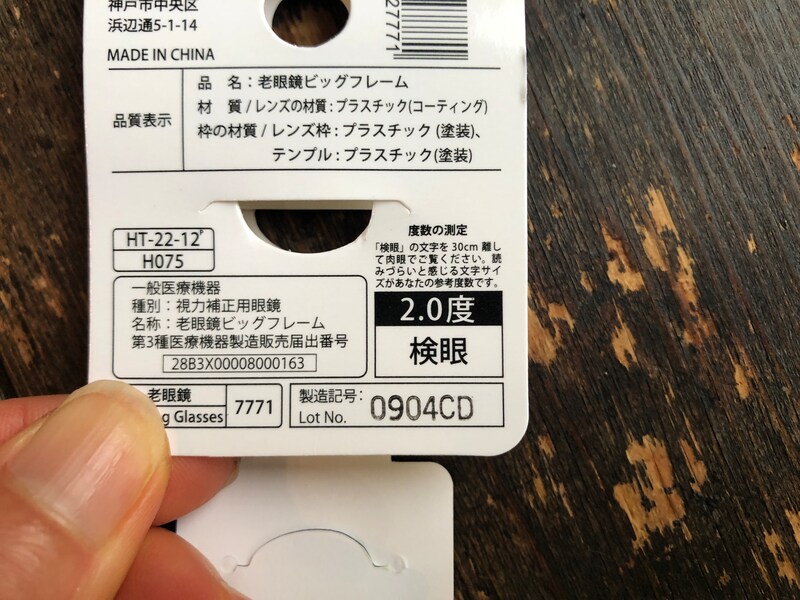 神戸市中央区
浜辺通5-1-14
MADE IN CHINA
27771
品質表示
品　名：老眼鏡ビッグフレーム
材　質/レンズの材質：プラスチック(コーティング)
枠の材質/レンズ枠：プラスチック(塗装)、
テンプル：プラスチック(塗装)
HT-22-12ﾄ
H075
一般医療機器
種別：視力補正用眼鏡
名称：老眼鏡ビッグフレーム
第3種医療機器製造販売届出番号
28B3X00008000163
度数の測定
「検眼」の文字を30cm離し
て肉眼でご覧ください。読
みづらいと感じる文字サイ
ズがあなたの参考度数です。
2.0度
検眼
老眼鏡
g Glasses
7771
製造記号：
Lot No.
0904CD